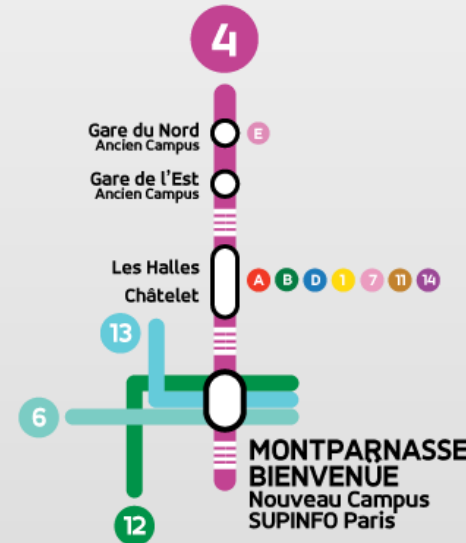 4
Gare du Nord E
Ancien Campus
Gare de l'Est
Ancien Campus
Les Halles
Châtelet
A B D 1 7 11 14
13
6
MONTPARNASSE
BIENVENÜE
Nouveau Campus
SUPINFO Paris
12